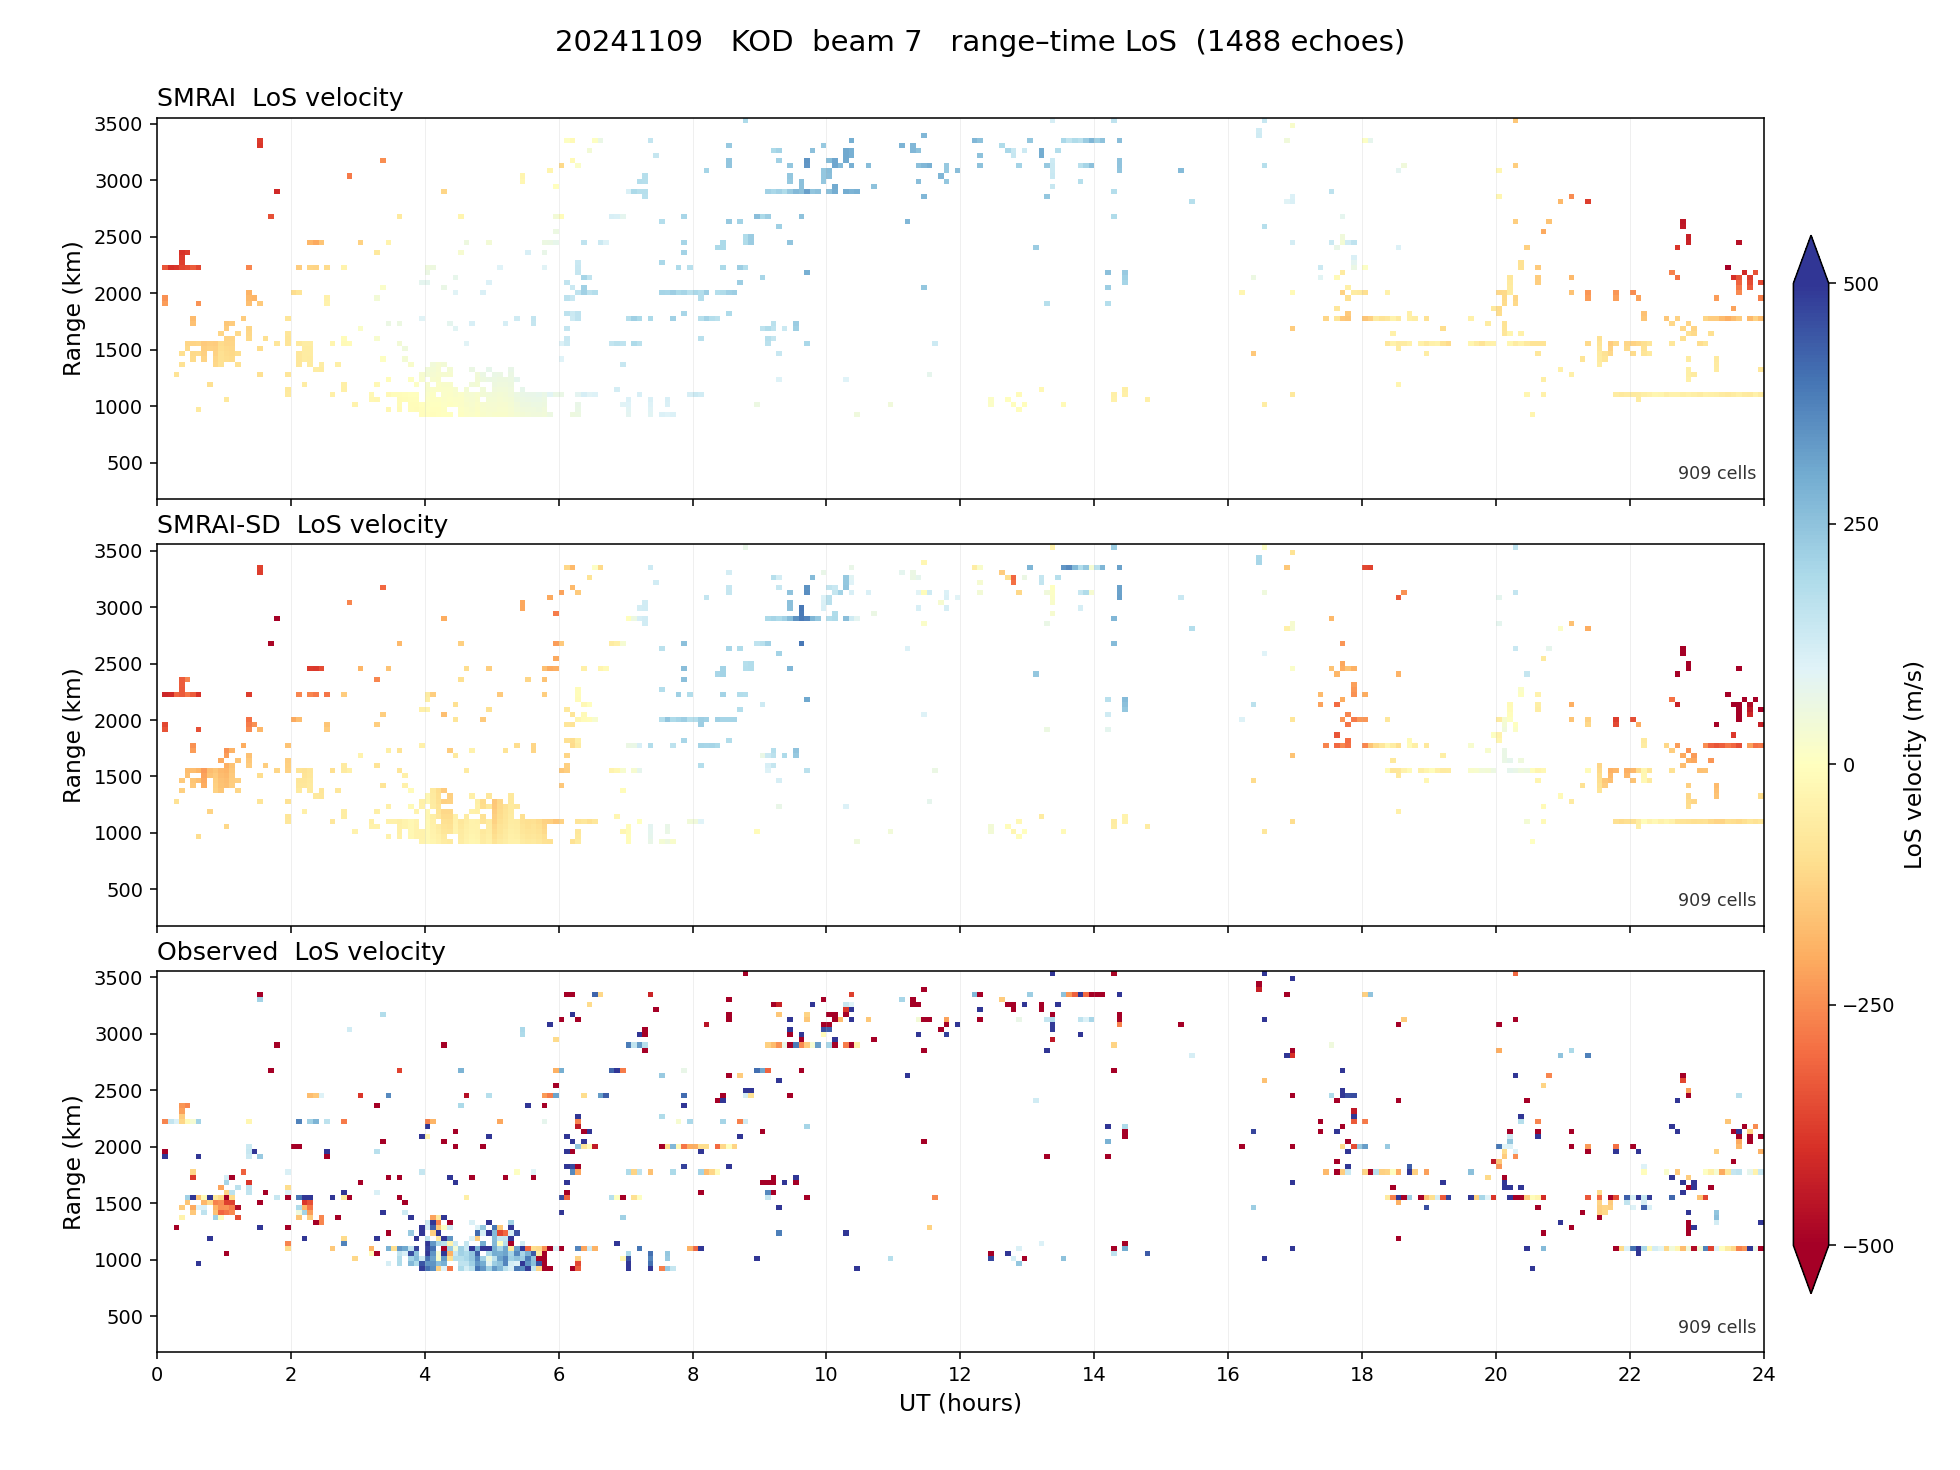 20241109   KOD  beam 7   range–time LoS  (1488 echoes)
SMRAI  LoS velocity
3500
3000
2500
2000
1500
1000
500
Range (km)
909 cells
SMRAI-SD  LoS velocity
3500
3000
2500
2000
1500
1000
500
Range (km)
909 cells
Observed  LoS velocity
3500
3000
2500
2000
1500
1000
500
Range (km)
909 cells
0 2 4 6 8 10 12 14 16 18 20 22 24
UT (hours)
500
250
0
−250
−500
LoS velocity (m/s)